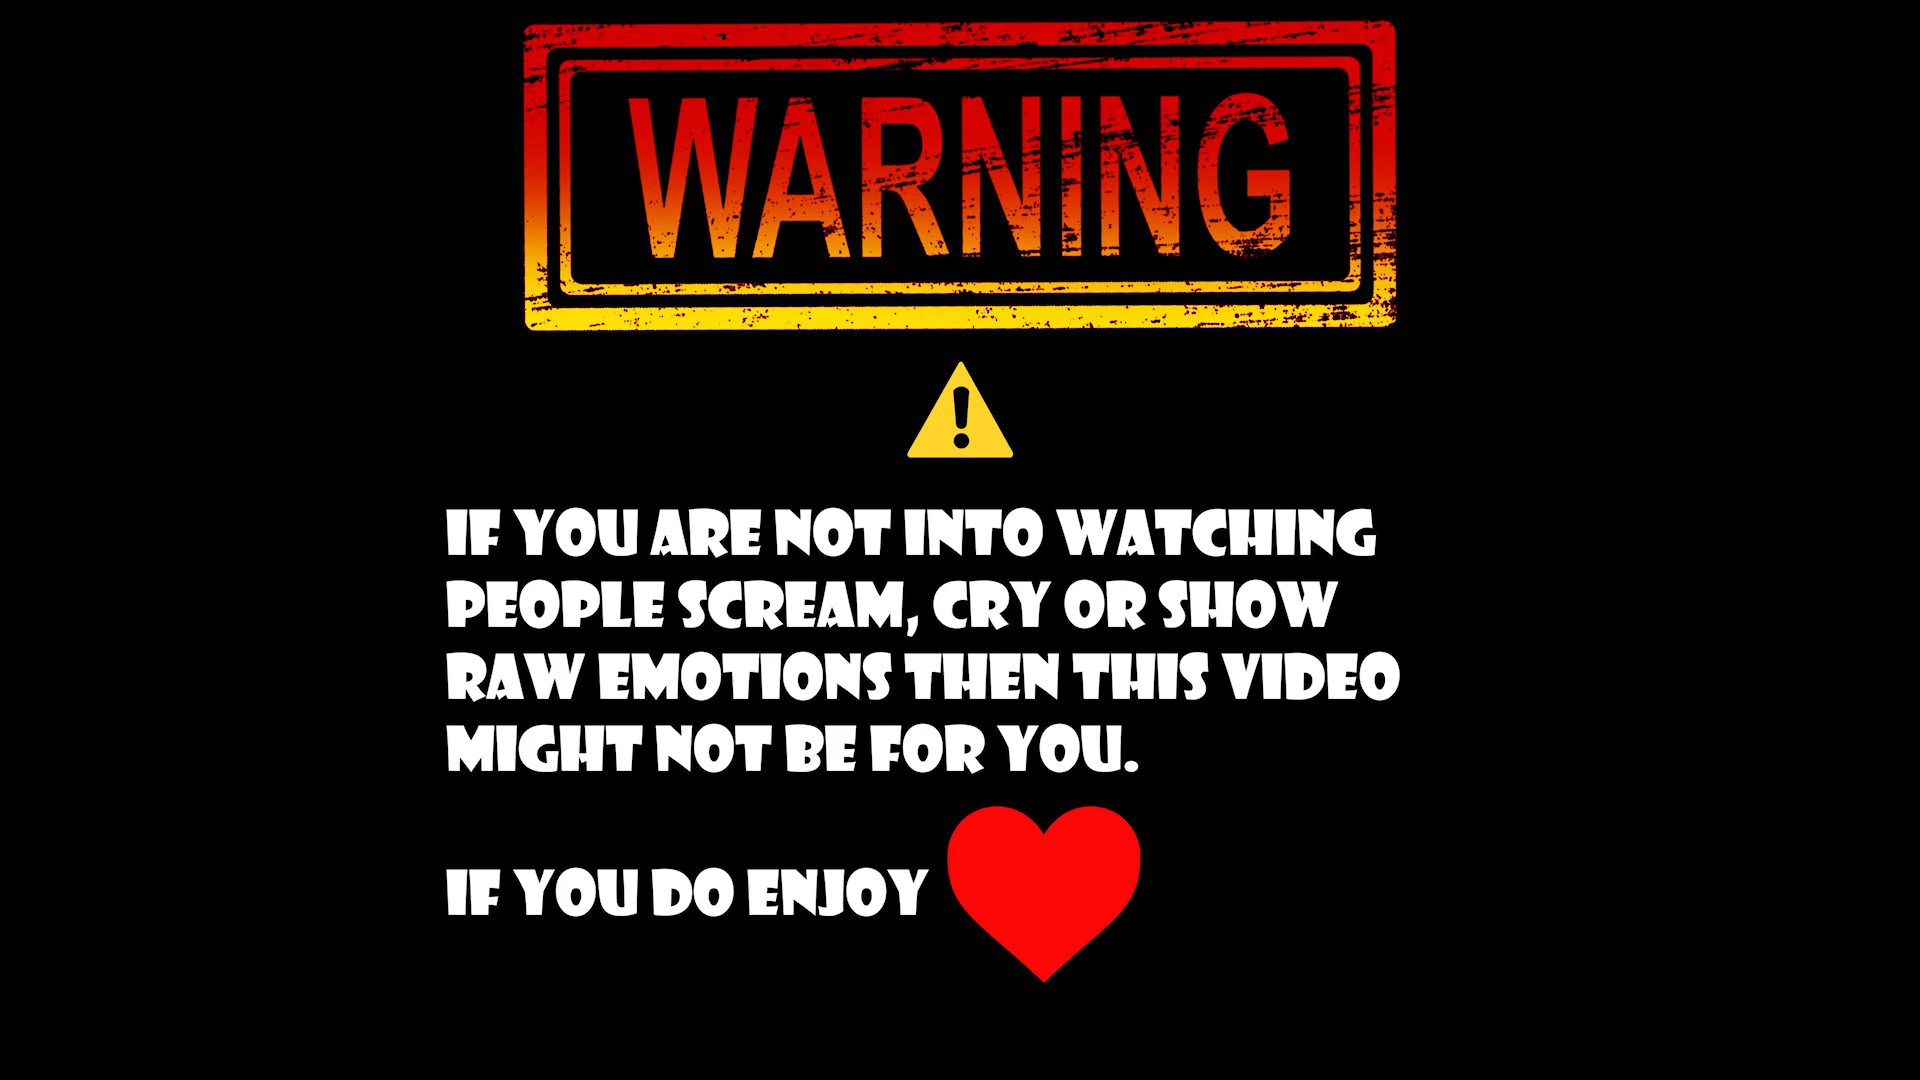 WARNING
IF YOU ARE NOT INTO WATCHING
PEOPLE SCREAM, CRY OR SHOW
RAW EMOTIONS THEN THIS VIDEO
MIGHT NOT BE FOR YOU.
IF YOU DO ENJOY